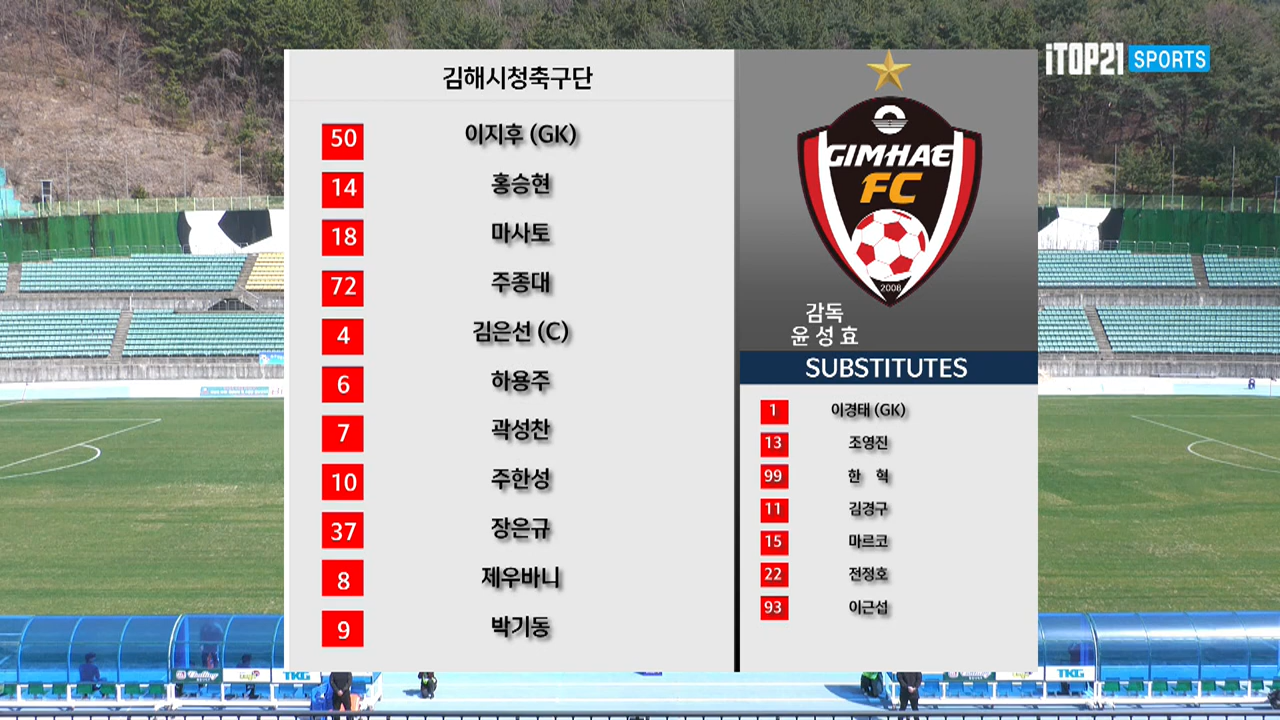 김해시청축구단
50 이지후 (GK)
14 홍승현
18 마사토
72 주종대
4 김은선 (C)
6 하용주
7 곽성찬
10 주한성
37 장은규
8 제우바니
9 박기동
iTOP21 SPORTS
GIMHAE
FC
2008
감독
윤성효
SUBSTITUTES
1 이경태 (GK)
13 조영진
99 한 혁
11 김경구
15 마르코
22 전정호
93 이근섭
TKG
TKG